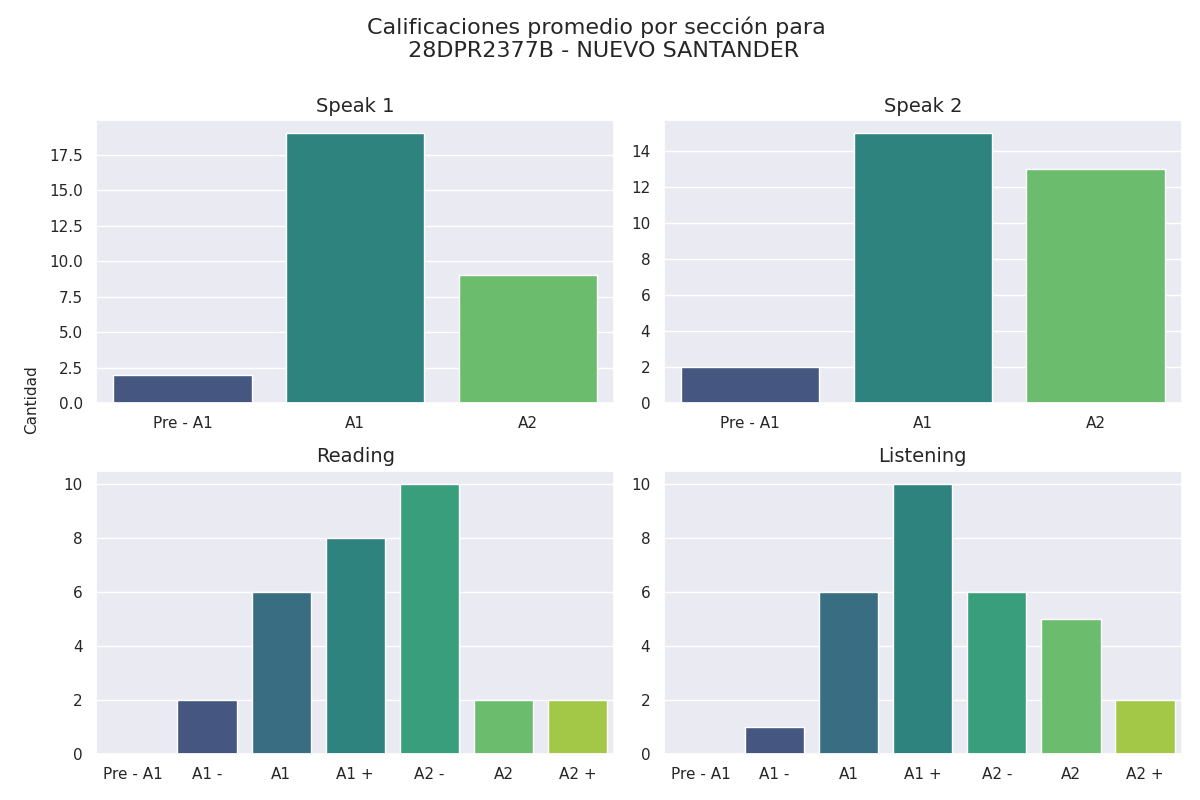 Calificaciones promedio por sección para
28DPR2377B - NUEVO SANTANDER
Speak 1
17.5
15.0
12.5
10.0
7.5
5.0
2.5
0.0
Pre - A1 A1 A2
Speak 2
14
12
10
8
6
4
2
0
Pre - A1 A1 A2
Cantidad
Reading
10
8
6
4
2
0
Pre - A1 A1 - A1 A1 + A2 - A2 A2 +
Listening
10
8
6
4
2
0
Pre - A1 A1 - A1 A1 + A2 - A2 A2 +